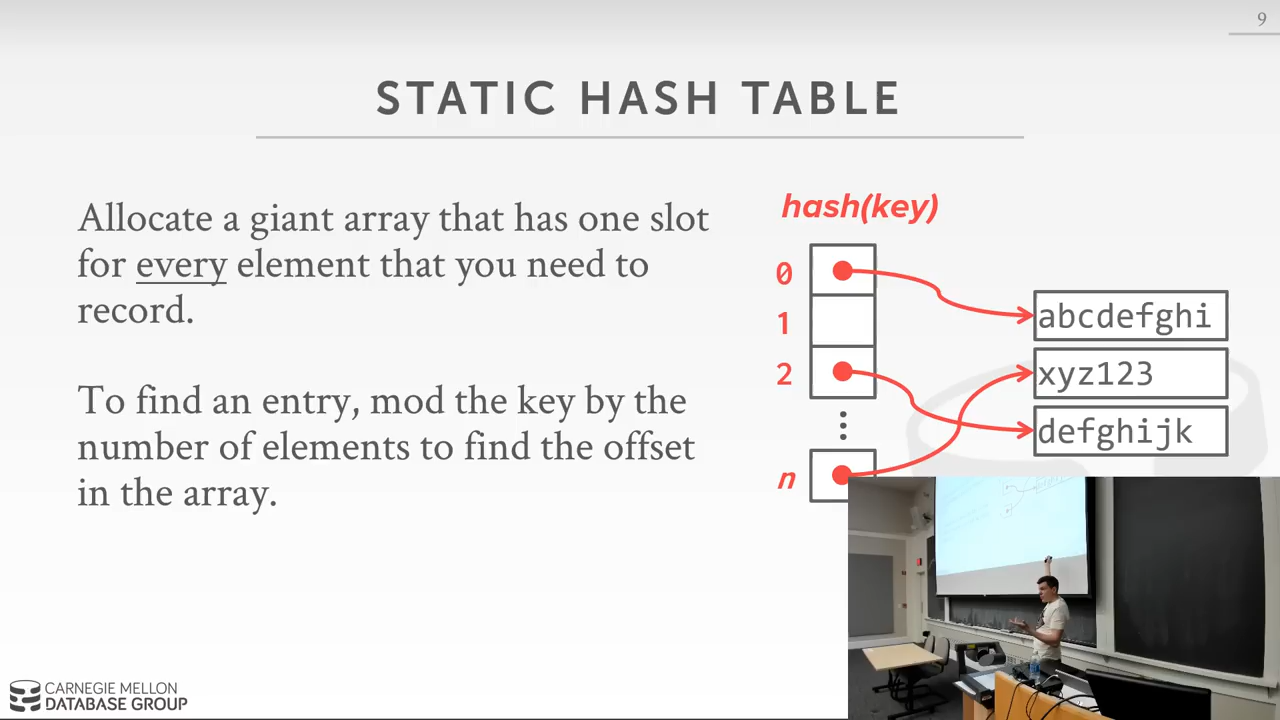 9
STATIC HASH TABLE
Allocate a giant array that has one slot
for every element that you need to
record.
To find an entry, mod the key by the
number of elements to find the offset
in the array.
hash(key)
0
1
2
⋮
n
abcdefghi
xyz123
defghijk
CARNEGIE MELLON
DATABASE GROUP